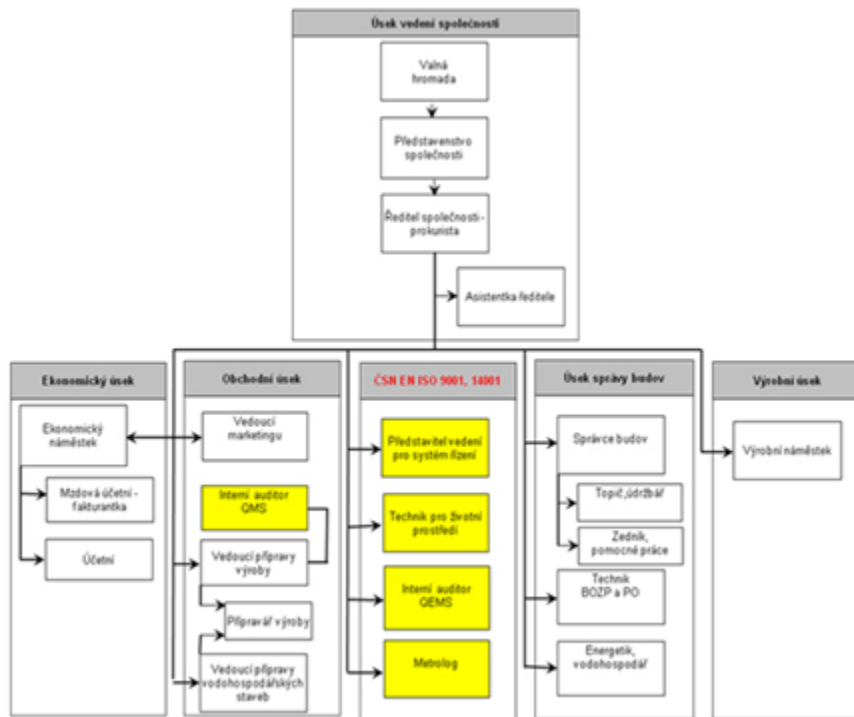 Úsek vedení společnosti
Valná
hromada
Představenstvo
společnosti
Ředitel společnosti-
prokurista
Asistentka ředitele
Ekonomický úsek
Ekonomický
náměstek
Mzdová účetní -
fakturantka
Účetní
Obchodní úsek
Vedoucí
marketingu
Interní auditor
QMS
Vedoucí přípravy
výroby
Přípravář výroby
Vedoucí přípravy
vodohospodářských
staveb
ČSN EN ISO 9001, 14001
Představitel vedení
pro systém řízení
Technik pro životní
prostředí
Interní auditor
QEMS
Metrolog
Úsek správy budov
Správce budov
Topič,údržbář
Zedník,
pomocné práce
Technik
BOZP a PO
Energetik,
vodohospodář
Výrobní úsek
Výrobní náměstek